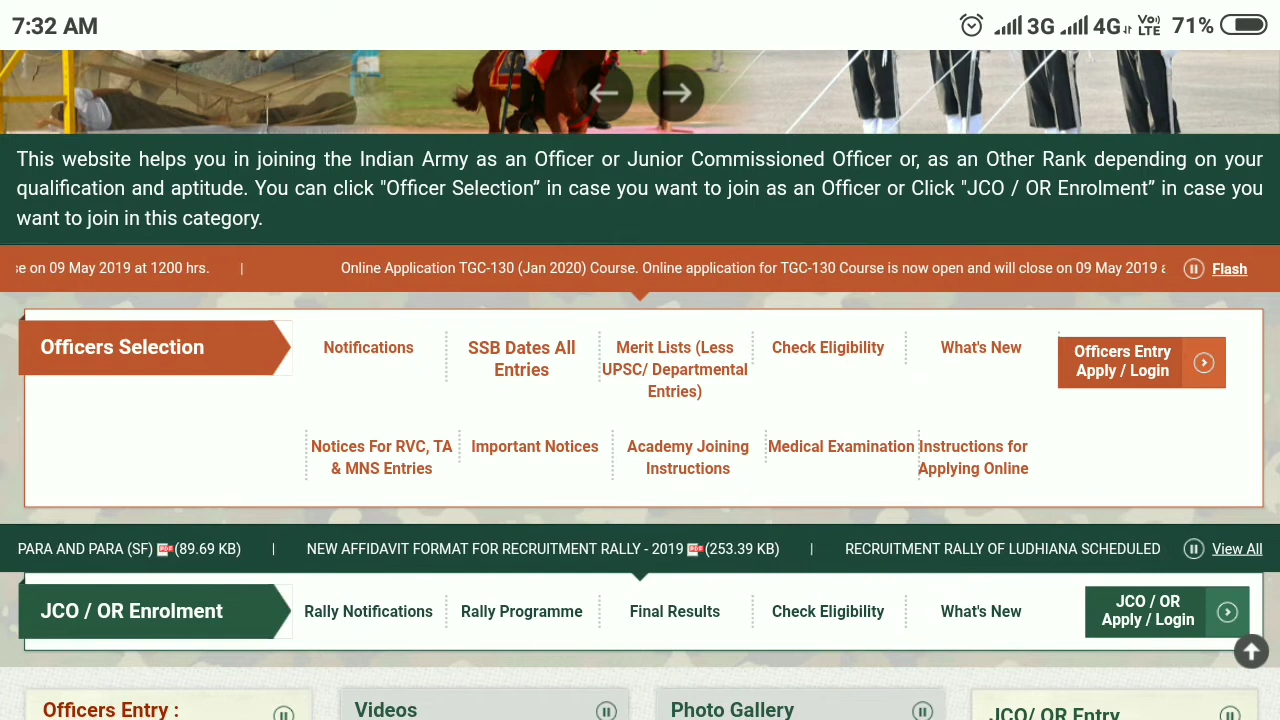 7:32 AM
3G 4G VoLTE 71%
This website helps you in joining the Indian Army as an Officer or Junior Commissioned Officer or, as an Other Rank depending on your
qualification and aptitude. You can click "Officer Selection” in case you want to join as an Officer or Click "JCO / OR Enrolment” in case you
want to join in this category.
se on 09 May 2019 at 1200 hrs. | Online Application TGC-130 (Jan 2020) Course. Online application for TGC-130 Course is now open and will close on 09 May 2019 Flash
Officers Selection
Notifications
SSB Dates All
Entries
Merit Lists (Less
UPSC/ Departmental
Entries)
Check Eligibility
What's New
Officers Entry
Apply / Login
Notices For RVC, TA
& MNS Entries
Important Notices
Academy Joining
Instructions
Medical Examination
Instructions for
Applying Online
PARA AND PARA (SF) (89.69 KB) | NEW AFFIDAVIT FORMAT FOR RECRUITMENT RALLY - 2019 (253.39 KB) | RECRUITMENT RALLY OF LUDHIANA SCHEDULED View All
JCO / OR Enrolment
Rally Notifications
Rally Programme
Final Results
Check Eligibility
What's New
JCO / OR
Apply / Login
Officers Entry :
Videos
Photo Gallery
JCO/ OR Entry